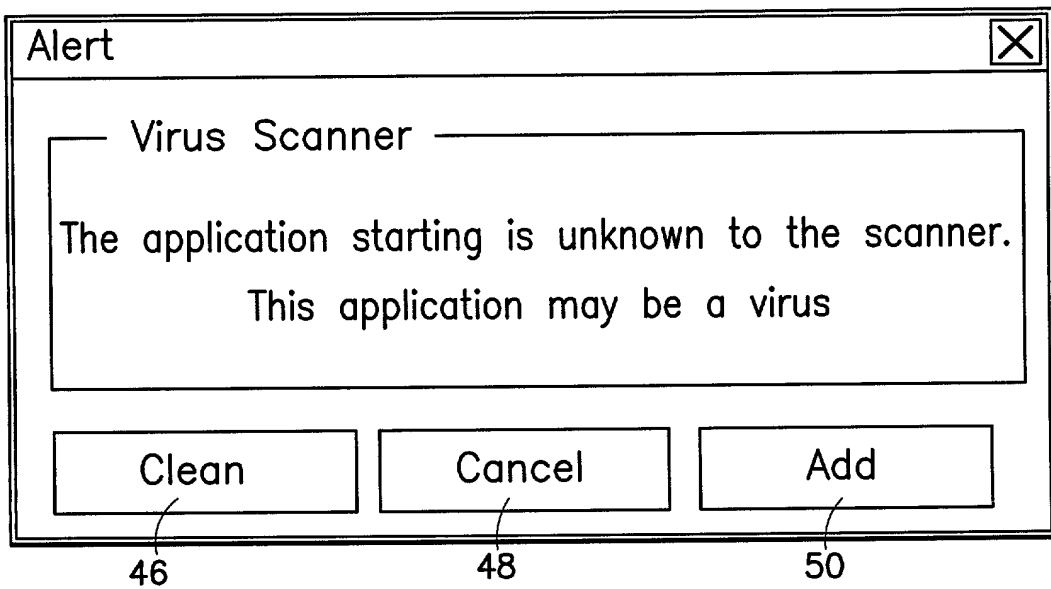 Alert
Virus Scanner
The application starting is unknown to the scanner.
This application may be a virus
Clean Cancel Add
46 48 50